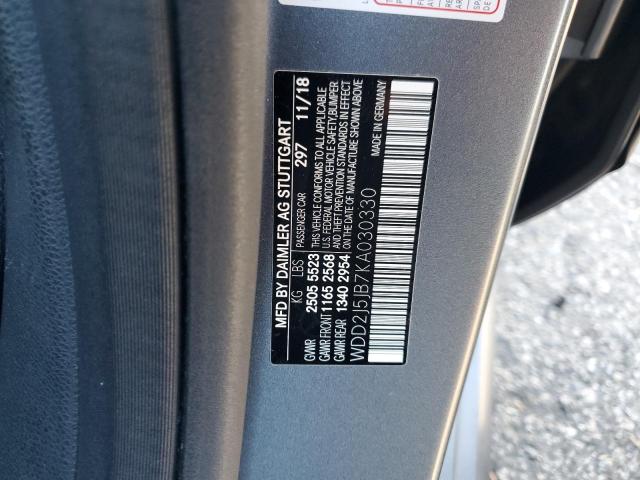 MFD BY DAIMLER AG STUTTGART
KG LBS PASSENGER CAR 297 11/18
GVWR 2505 5523 THIS VEHICLE CONFORMS TO ALL APPLICABLE
GAWR FRONT 1165 2568 U.S. FEDERAL MOTOR VEHICLE SAFETY,BUMPER,
GAWR REAR 1340 2954 AND THEFT PREVENTION STANDARDS IN EFFECT
ON THE DATE OF MANUFACTURE SHOWN ABOVE
WDD2J5JB7KA030330 MADE IN GERMANY